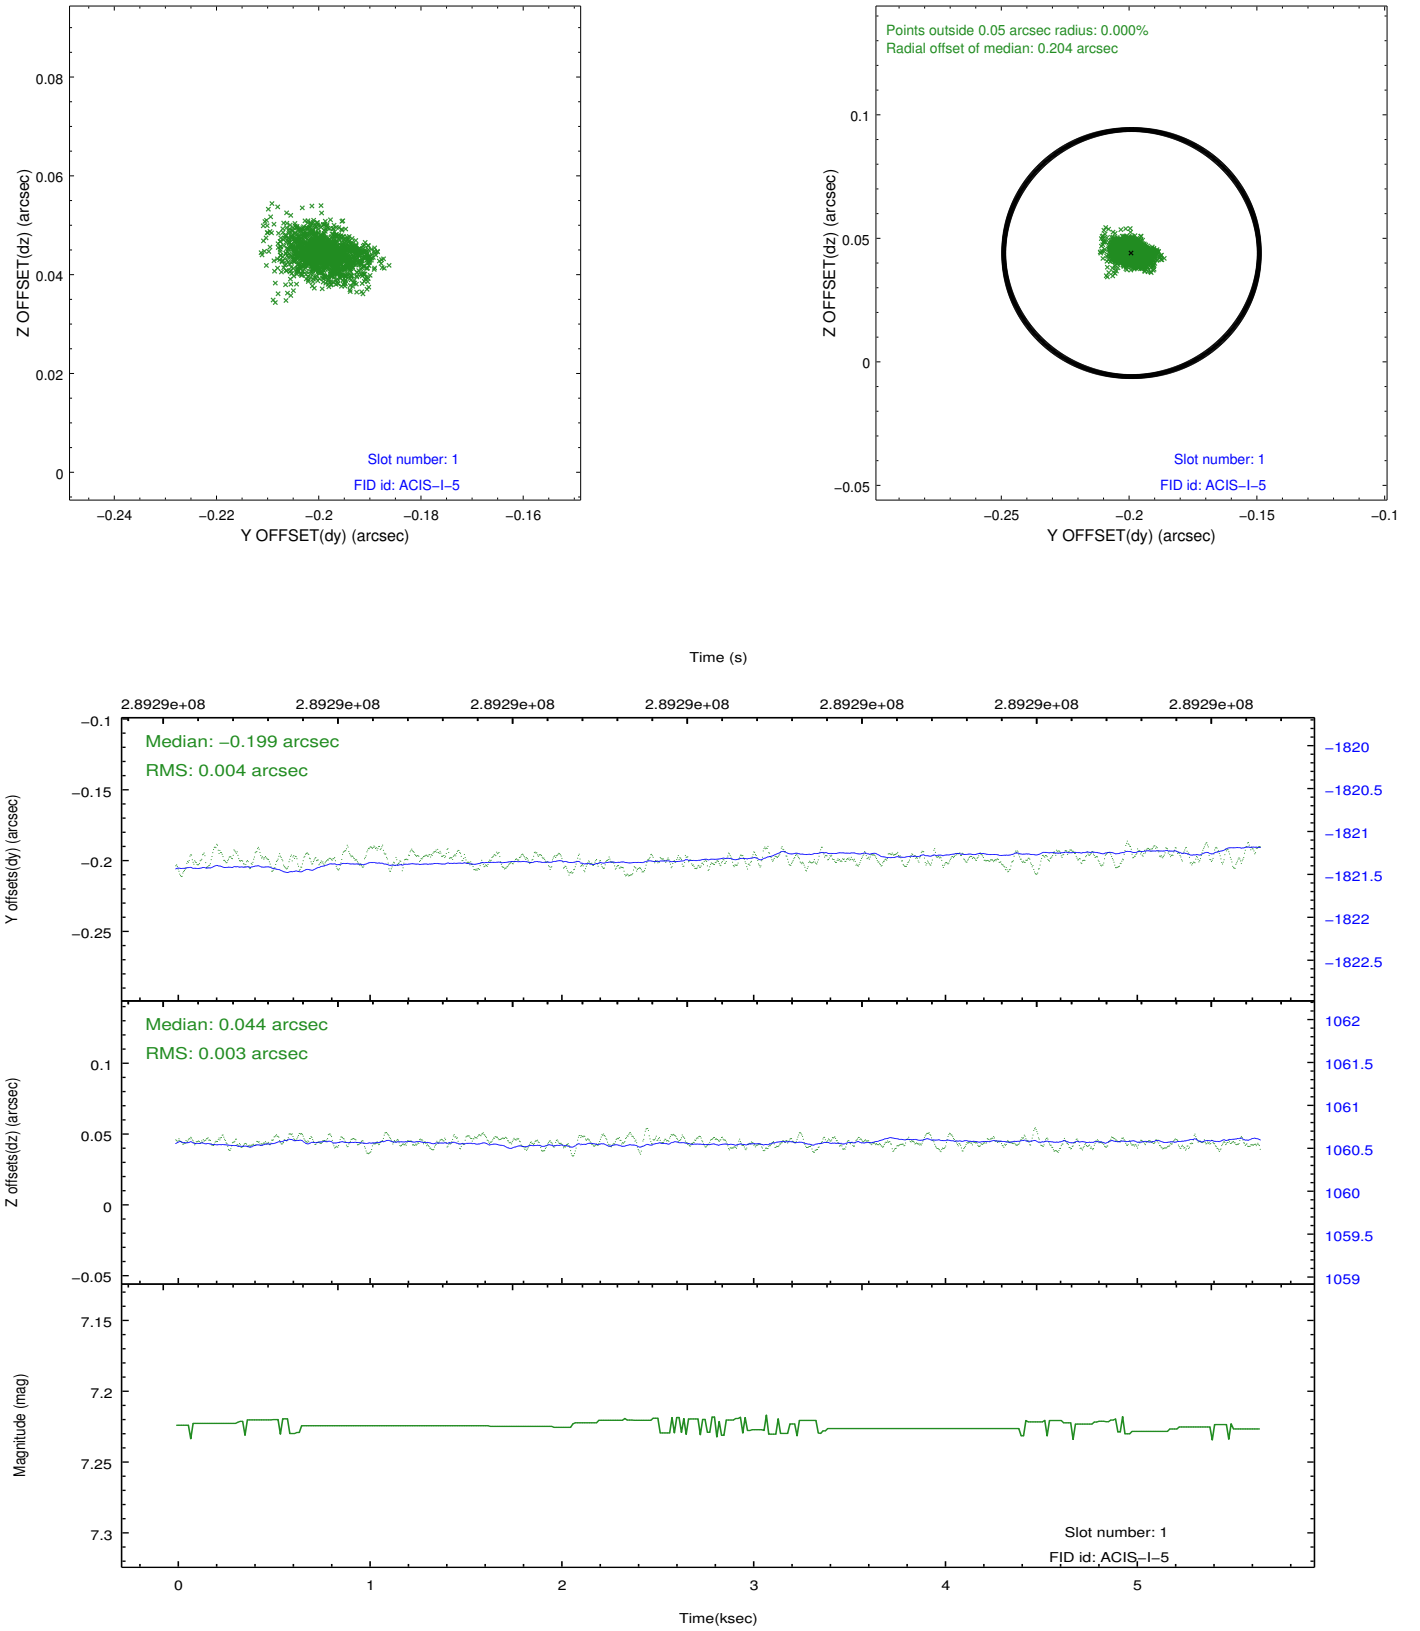 0.08
0.06
0.04
0.02
0
Z OFFSET(dz) (arcsec)
Slot number: 1
FID id: ACIS−I−5
−0.24 −0.22 −0.2 −0.18 −0.16
Y OFFSET(dy) (arcsec)
Points outside 0.05 arcsec radius: 0.000%
Radial offset of median: 0.204 arcsec
0.1
0.05
0
−0.05
Z OFFSET(dz) (arcsec)
Slot number: 1
FID id: ACIS−I−5
−0.25 −0.2 −0.15 −0.1
Y OFFSET(dy) (arcsec)
Time (s)
2.8929e+08 2.8929e+08 2.8929e+08 2.8929e+08 2.8929e+08 2.8929e+08 2.8929e+08
Median: −0.199 arcsec
RMS: 0.004 arcsec
−0.1
−0.15
−0.2
−0.25
Y offsets(dy) (arcsec)
−1820
−1820.5
−1821
−1821.5
−1822
−1822.5
Median: 0.044 arcsec
RMS: 0.003 arcsec
0.1
0.05
0
−0.05
Z offsets(dz) (arcsec)
1062
1061.5
1061
1060.5
1060
1059.5
1059
7.15
7.2
7.25
7.3
Magnitude (mag)
Slot number: 1
FID id: ACIS−I−5
0 1 2 3 4 5
Time(ksec)